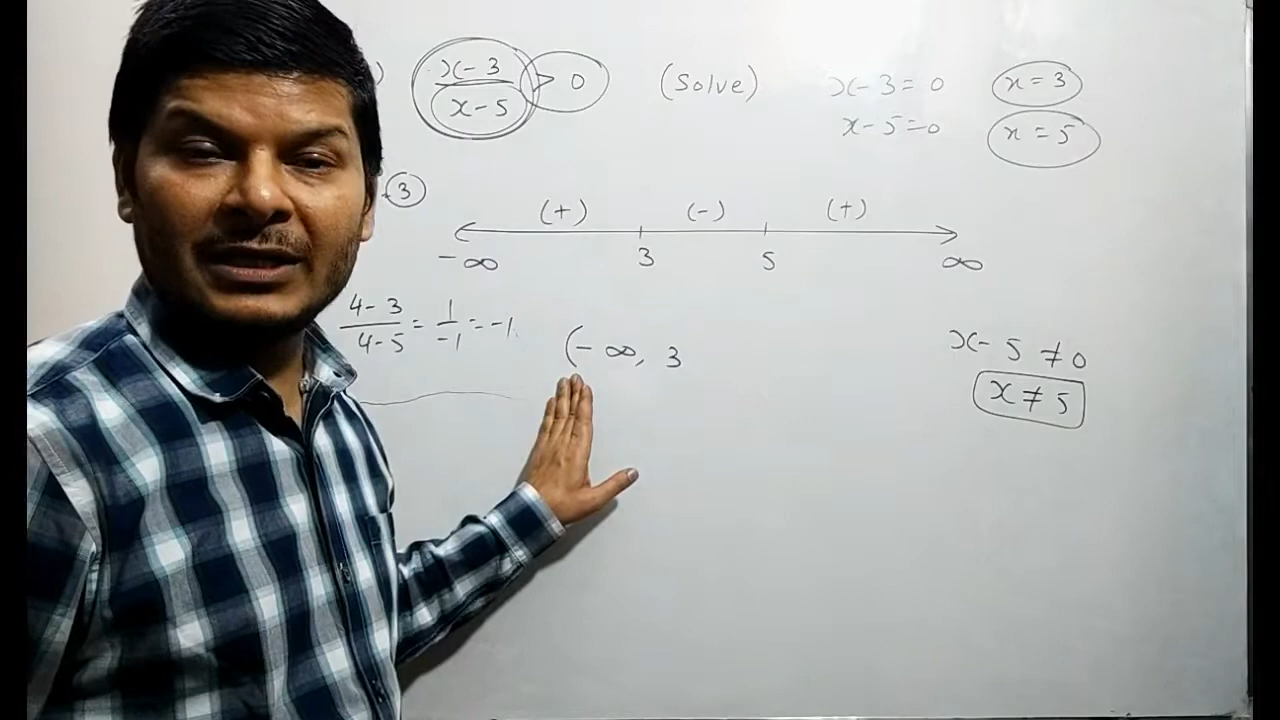 ) x-3 / x-5 > 0 (Solve) x-3=0 x=3
x-5=0 x=5
3
(+) (-) (+)
-∞ 3 5 ∞
4-3 / 4-5 = 1 / -1 = -1
(-∞, 3
x-5 ≠ 0
x ≠ 5